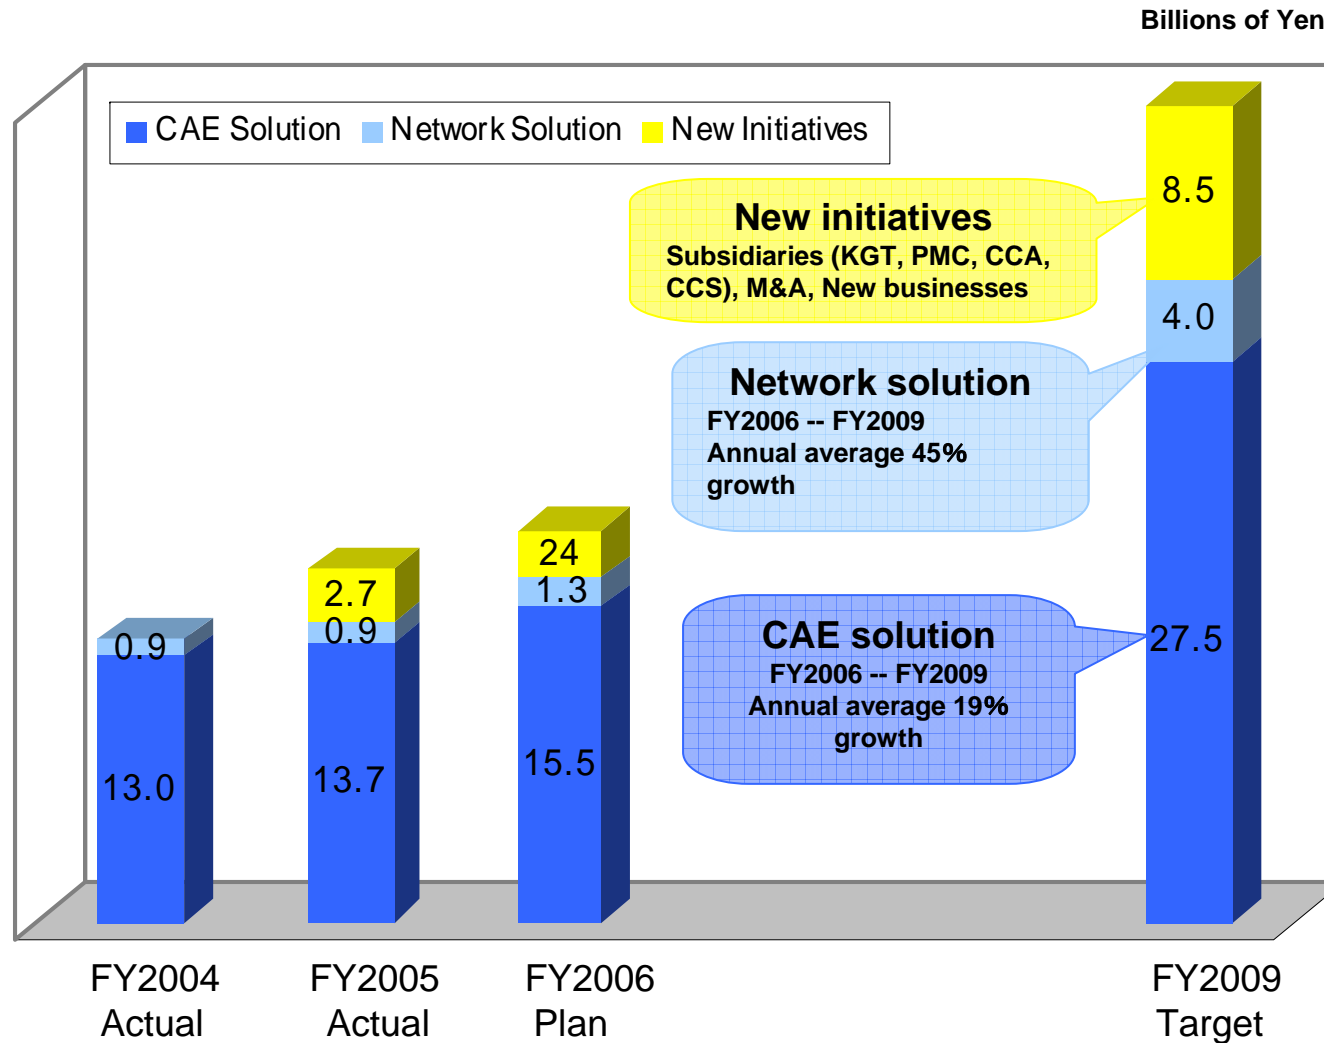 Billions of Yen
CAE Solution Network Solution New Initiatives
8.5
New initiatives
Subsidiaries (KGT, PMC, CCA,
CCS), M&A, New businesses
4.0
Network solution
FY2006 -- FY2009
Annual average 45%
growth
24
2.7
1.3
0.9
0.9
CAE solution
FY2006 -- FY2009
Annual average 19%
growth
27.5
15.5
13.7
13.0
FY2004 FY2005 FY2006 FY2009
Actual Actual Plan Target